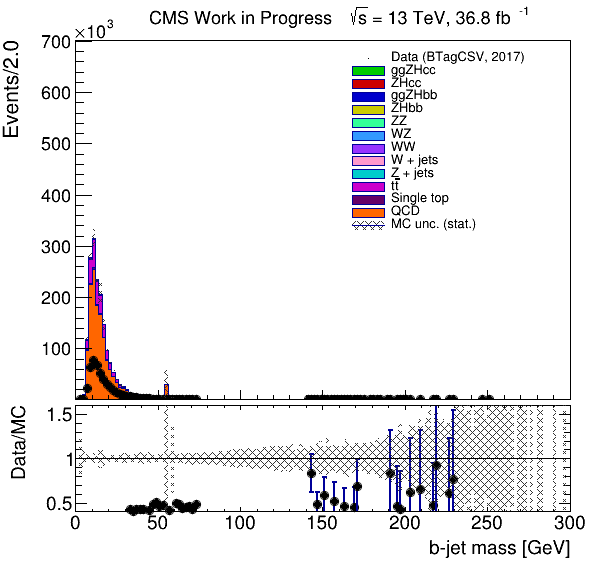 CMS Work in Progress √s = 13 TeV, 36.8 fb⁻¹
×10³
Events/2.0
700
600
500
400
300
200
100
0
Data (BTagCSV, 2017)
ggZHcc
ZHcc
ggZHbb
ZHbb
ZZ
WZ
WW
W + jets
Z + jets
tt̄
Single top
QCD
MC unc. (stat.)
Data/MC
1.5
1
0.5
0 50 100 150 200 250 300
b-jet mass [GeV]